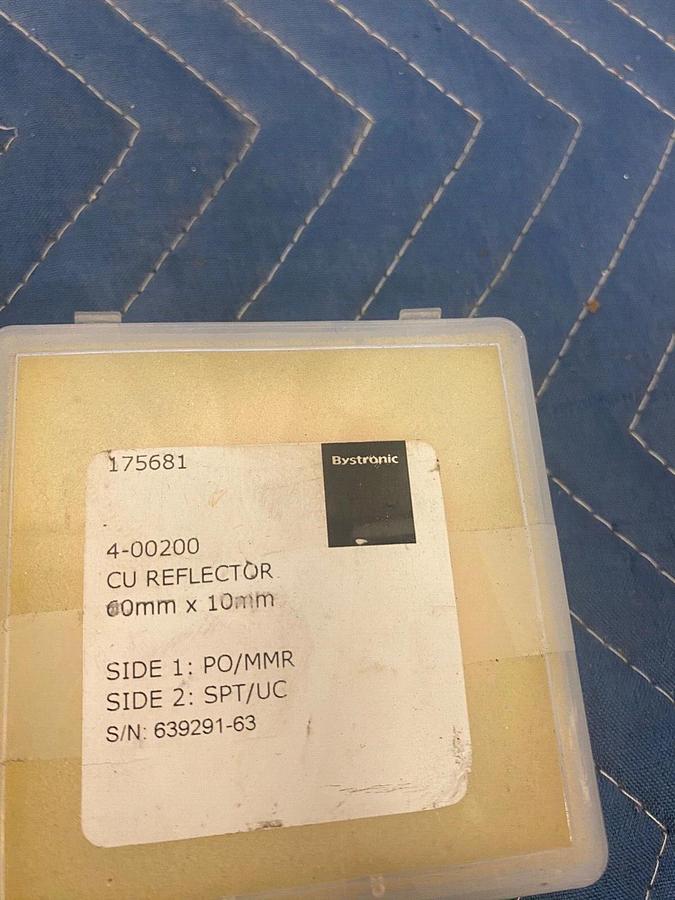 175681
Bystronic
4-00200
CU REFLECTOR
60mm x 10mm
SIDE 1: PO/MMR
SIDE 2: SPT/UC
S/N: 639291-63